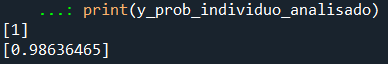 ...: print(y_prob_individuo_analisado)
[1]
[0.98636465]